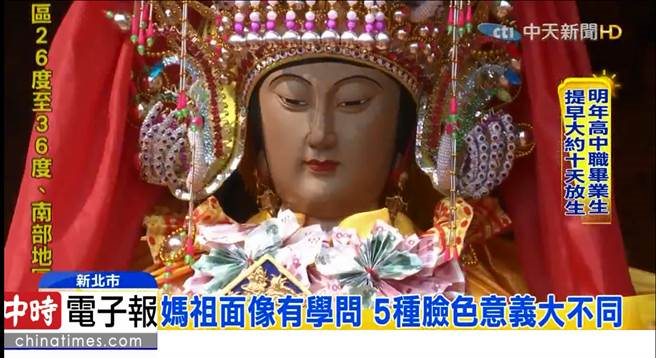 區26度至36度、南部地區
cti 中天新聞 HD
明年高中職畢業生
提早大約十天放生
新北市
中時 電子報
媽祖面像有學問 5種臉色意義大不同
chinatimes.com